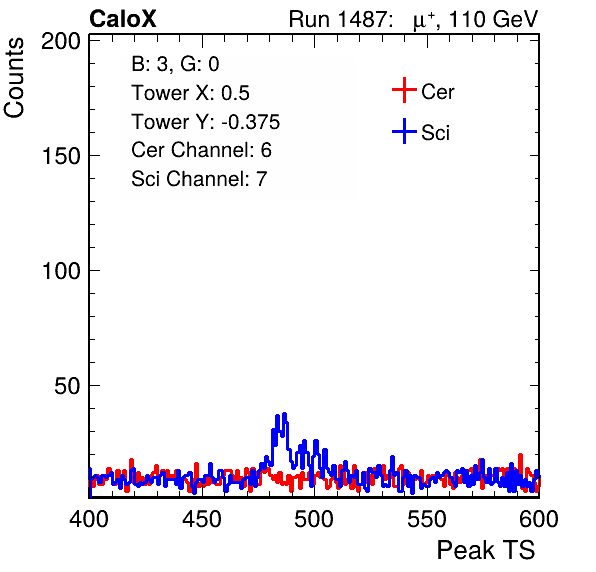 CaloX Run 1487: μ⁺, 110 GeV
Counts
200
150
100
50
B: 3, G: 0
Tower X: 0.5
Tower Y: -0.375
Cer Channel: 6
Sci Channel: 7
Cer
Sci
400 450 500 550 600
Peak TS